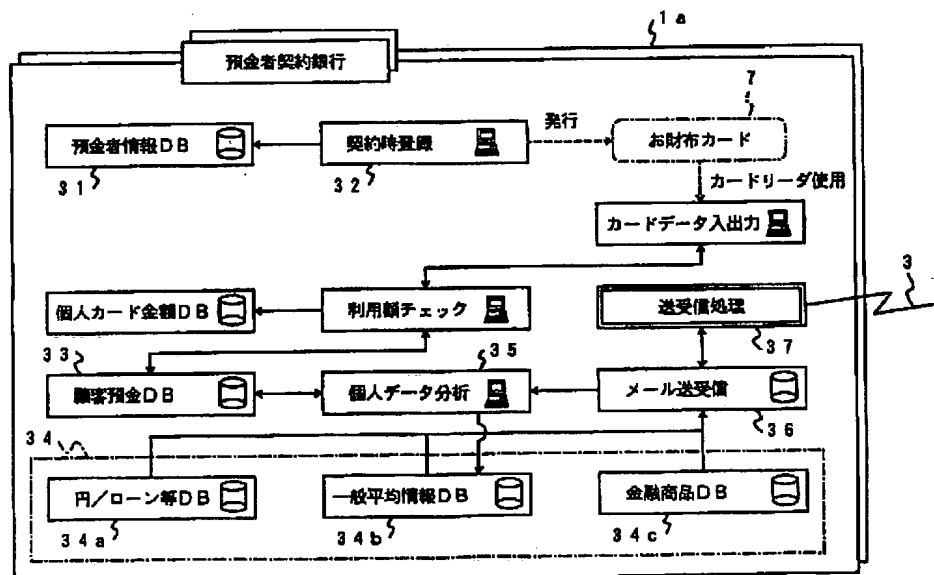 1a
預金者契約銀行
7
発行
預金者情報DB
契約時登録
お財布カード
31
32
カードリーダ使用
カードデータ入出力
3
個人カード金額DB
利用額チェック
送受信処理
33
35
37
顧客預金DB
個人データ分析
メール送受信
34
36
円/ローン等DB
一般平均情報DB
金融商品DB
34a
34b
34c